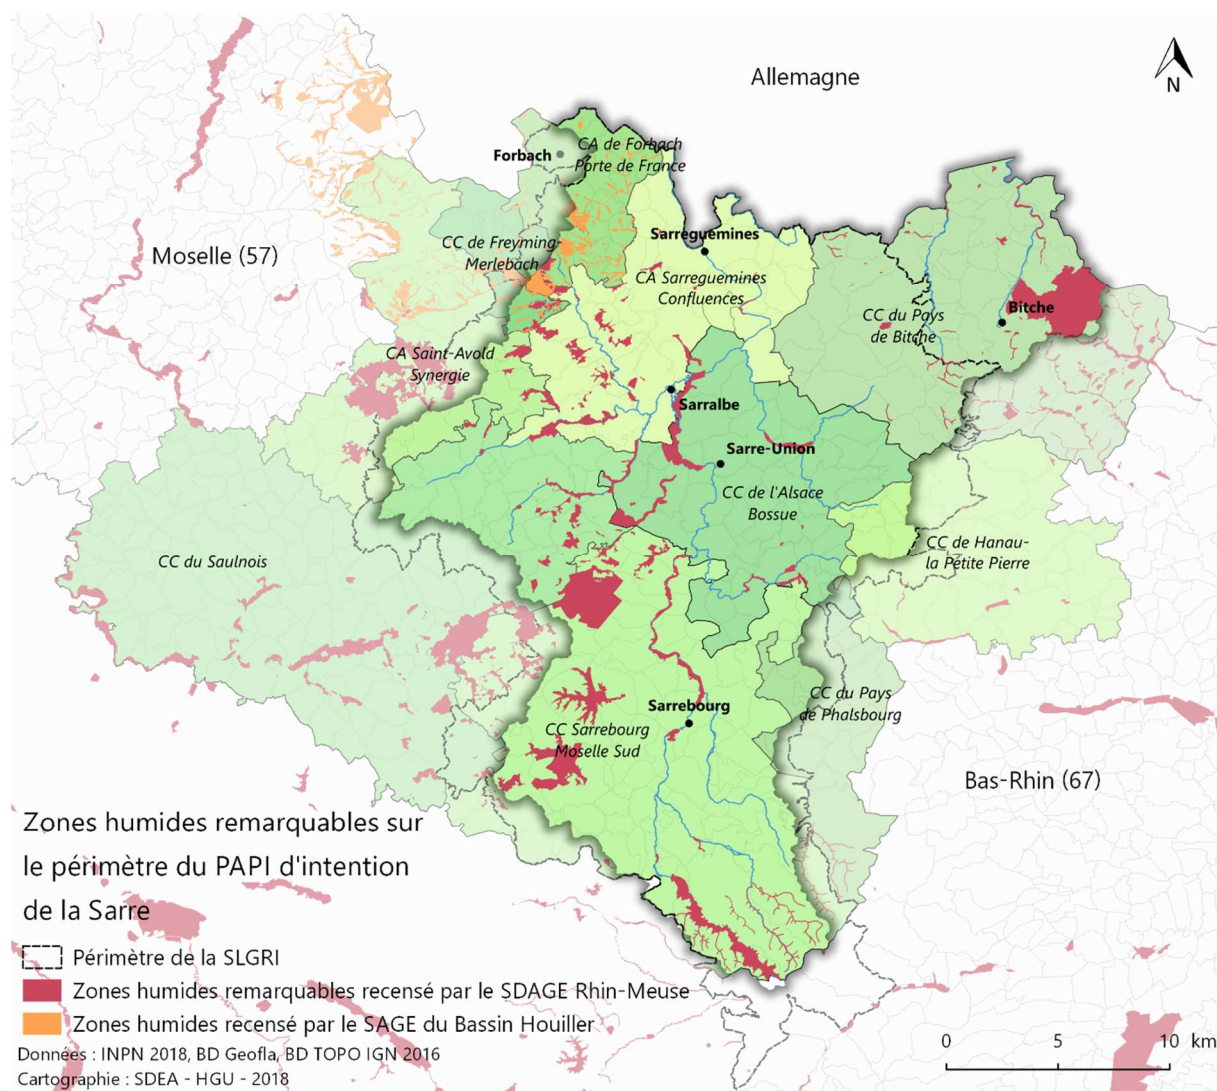 Allemagne
N
CA de Forbach
Porte de France
Forbach
Moselle (57)
CC de Freyming-
Merlebach
Sarreguemines
CA Sarreguemines
Confluences
CC du Pays
de Bitche
Bitche
CA Saint-Avold
Synergie
Sarralbe
Sarre-Union
CC de l'Alsace
Bossue
CC du Saulnois
CC de Hanau-
la Petite Pierre
CC du Pays
de Phalsbourg
Sarrebourg
CC Sarrebourg
Moselle Sud
Bas-Rhin (67)
Zones humides remarquables sur
le périmètre du PAPI d'intention
de la Sarre
Périmètre de la SLGRI
Zones humides remarquables recensé par le SDAGE Rhin-Meuse
Zones humides recensé par le SAGE du Bassin Houiller
Données : INPN 2018, BD Geofla, BD TOPO IGN 2016
Cartographie : SDEA - HGU - 2018
0 5 10 km